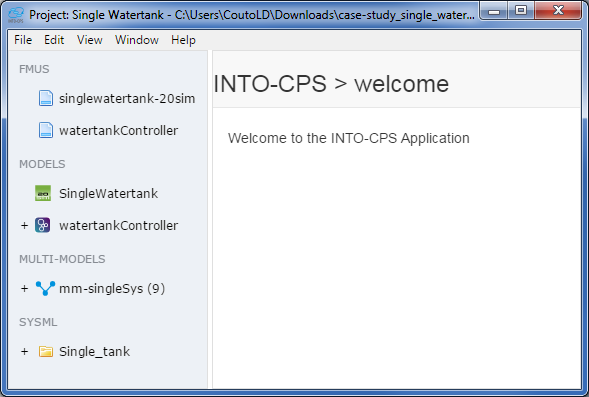 Project: Single Watertank - C:\Users\CoutoLD\Downloads\case-study_single_water...
File Edit View Window Help
FMUS
singlewatertank-20sim
watertankController
MODELS
SingleWatertank
+ watertankController
MULTI-MODELS
+ mm-singleSys (9)
SYSML
+ Single_tank
INTO-CPS > welcome
Welcome to the INTO-CPS Application